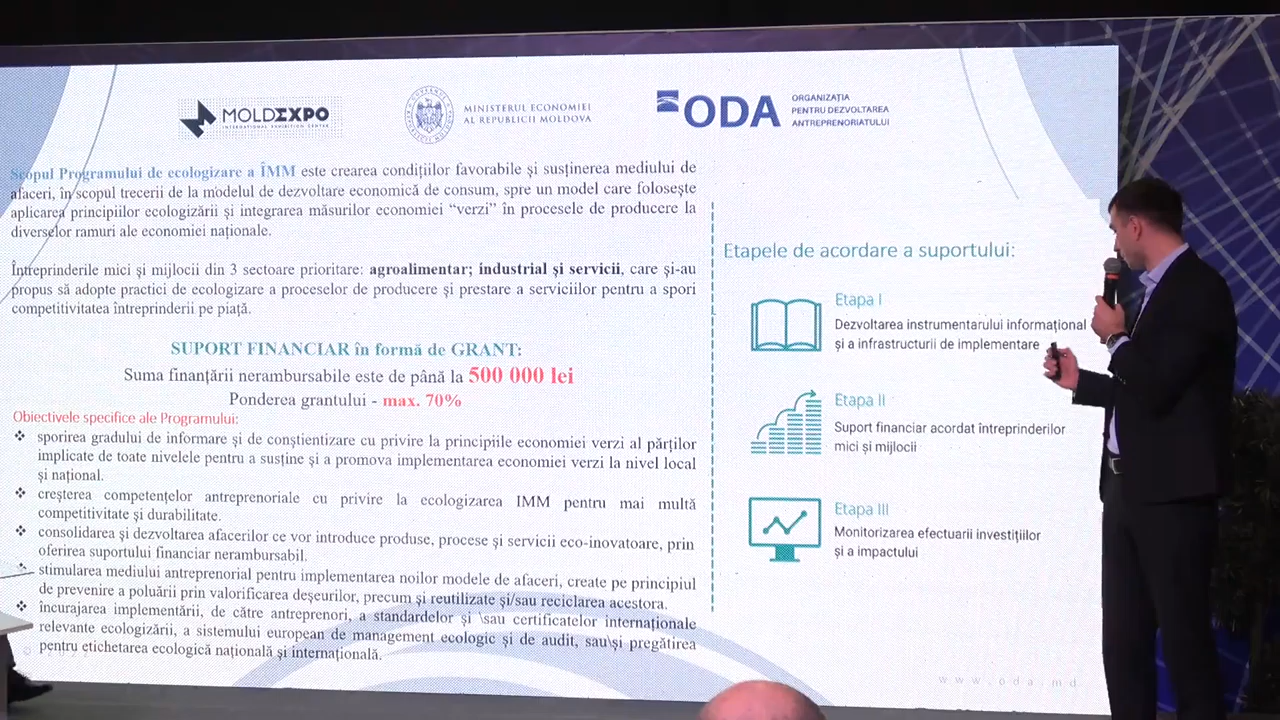 MOLDEXPO
INTERNATIONAL EXHIBITION CENTER
MINISTERUL ECONOMIEI
AL REPUBLICII MOLDOVA
ODA
ORGANIZAȚIA
PENTRU DEZVOLTAREA
ANTREPRENORIATULUI
Scopul Programului de ecologizare a ÎMM este crearea condițiilor favorabile și susținerea mediului de
afaceri, în scopul trecerii de la modelul de dezvoltare economică de consum, spre un model care folosește
aplicarea principiilor ecologizării și integrarea măsurilor economiei “verzi” în procesele de producere la
diverselor ramuri ale economiei naționale.
Întreprinderile mici și mijlocii din 3 sectoare prioritare: agroalimentar; industrial și servicii, care și-au
propus să adopte practici de ecologizare a proceselor de producere și prestare a serviciilor pentru a spori
competitivitatea întreprinderii pe piață.
SUPORT FINANCIAR în formă de GRANT:
Suma finanțării nerambursabile este de până la 500 000 lei
Ponderea grantului - max. 70%
Obiectivele specifice ale Programului:
❖ sporirea gradului de informare și de conștientizare cu privire la principiile economiei verzi al părților
implicate de toate nivelele pentru a susține și a promova implementarea economiei verzi la nivel local
și național.
❖ creșterea competențelor antreprenoriale cu privire la ecologizarea IMM pentru mai multă
competitivitate și durabilitate.
❖ consolidarea și dezvoltarea afacerilor ce vor introduce produse, procese și servicii eco-inovatoare, prin
oferirea suportului financiar nerambursabil.
❖ stimularea mediului antreprenorial pentru implementarea noilor modele de afaceri, create pe principiul
de prevenire a poluării prin valorificarea deșeurilor, precum și reutilizate și/sau reciclarea acestora.
❖ încurajarea implementării, de către antreprenori, a standardelor și \sau certificatelor internaționale
relevante ecologizării, a sistemului european de management ecologic și de audit, sau\și pregătirea
pentru etichetarea ecologică națională și internațională.
Etapele de acordare a suportului:
Etapa I
Dezvoltarea instrumentarului informațional
și a infrastructurii de implementare
Etapa II
Suport financiar acordat întreprinderilor
mici și mijlocii
Etapa III
Monitorizarea efectuarii investițiilor
și a impactului
www.oda.md